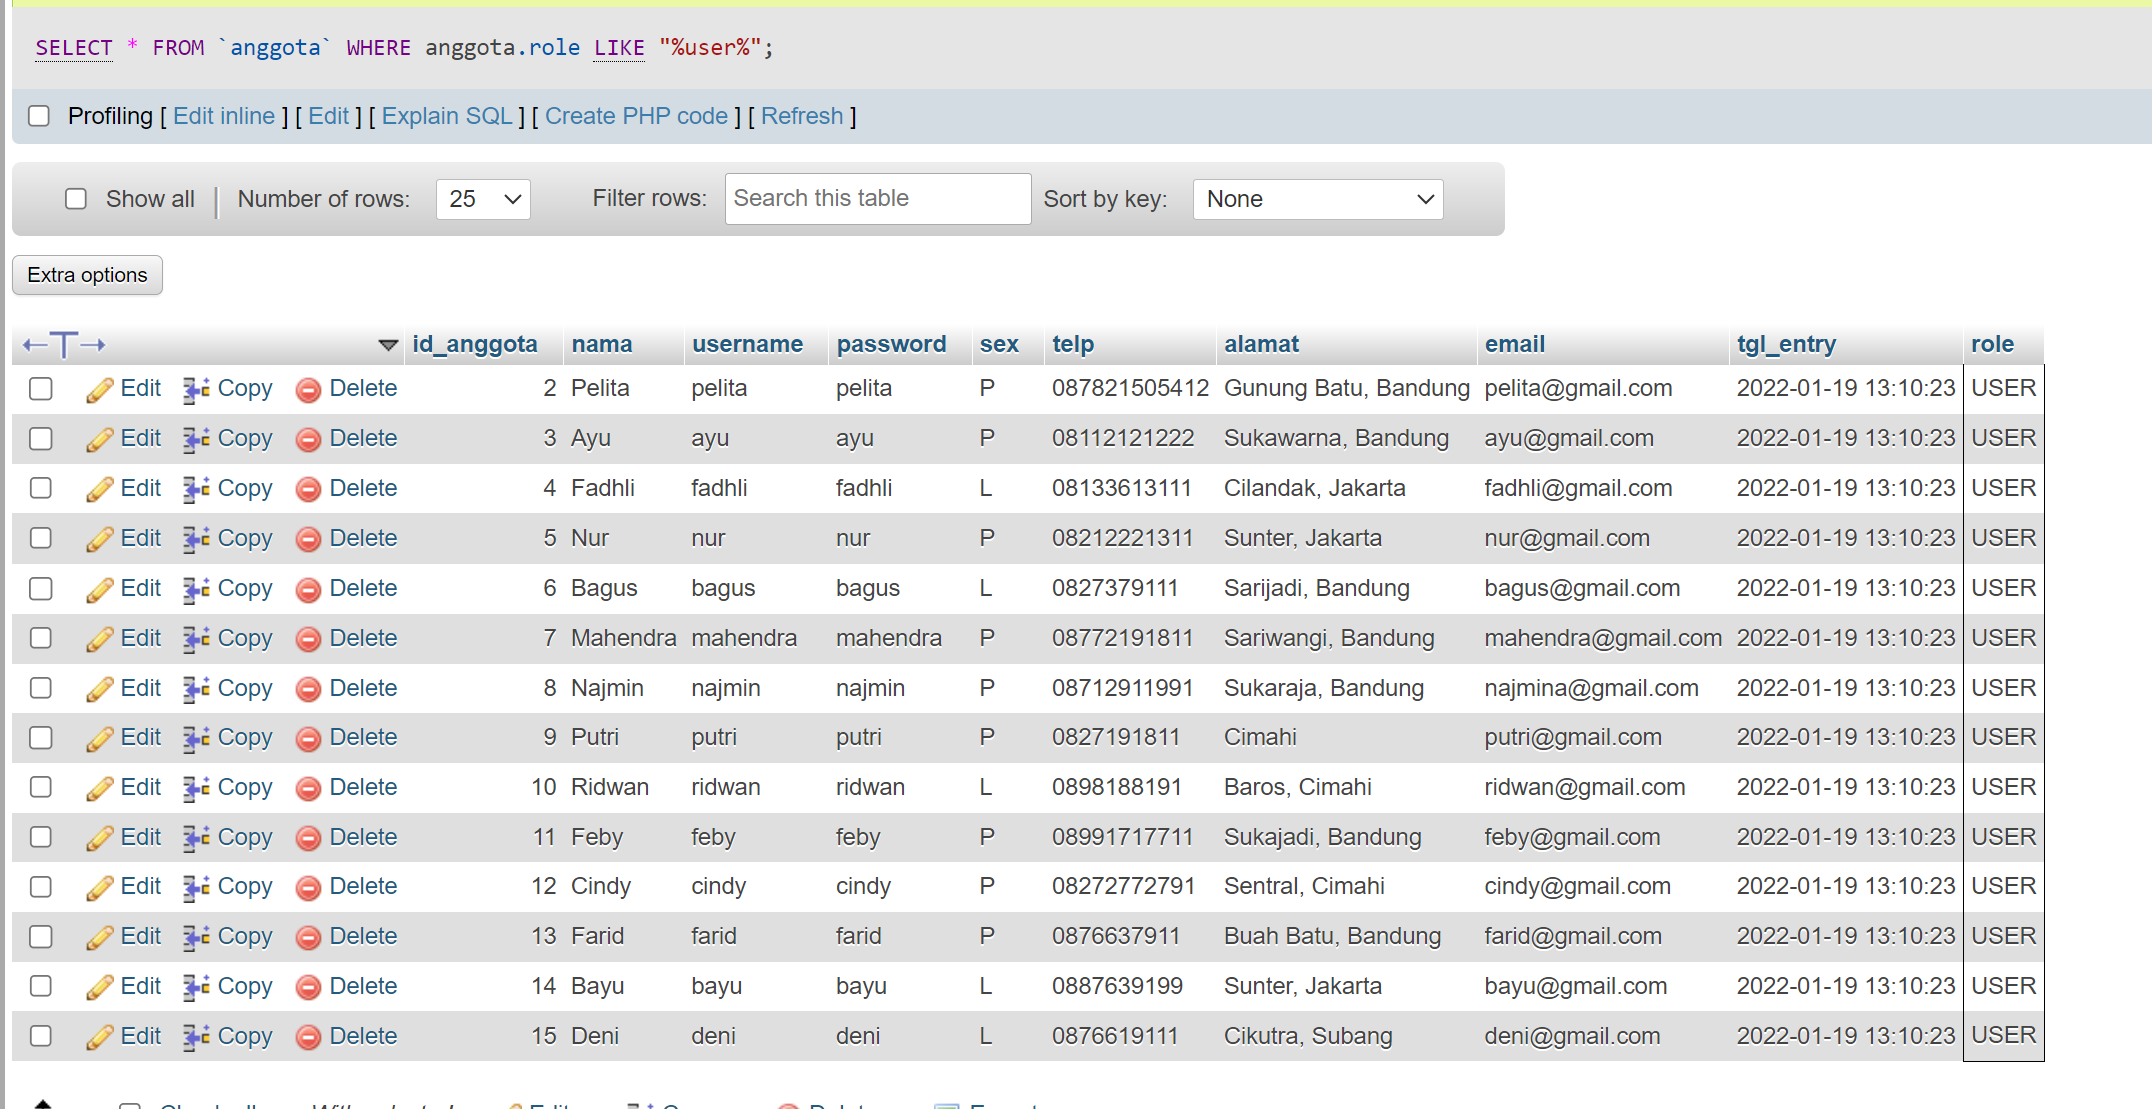 SELECT * FROM `anggota` WHERE anggota.role LIKE "%user%";
Profiling [ Edit inline ] [ Edit ] [ Explain SQL ] [ Create PHP code ] [ Refresh ]
Show all | Number of rows: 25 Filter rows: Search this table Sort by key: None
Extra options
id_anggota nama username password sex telp alamat email tgl_entry role
Edit Copy Delete 2 Pelita pelita pelita P 087821505412 Gunung Batu, Bandung pelita@gmail.com 2022-01-19 13:10:23 USER
Edit Copy Delete 3 Ayu ayu ayu P 08112121222 Sukawarna, Bandung ayu@gmail.com 2022-01-19 13:10:23 USER
Edit Copy Delete 4 Fadhli fadhli fadhli L 08133613111 Cilandak, Jakarta fadhli@gmail.com 2022-01-19 13:10:23 USER
Edit Copy Delete 5 Nur nur nur P 08212221311 Sunter, Jakarta nur@gmail.com 2022-01-19 13:10:23 USER
Edit Copy Delete 6 Bagus bagus bagus L 0827379111 Sarijadi, Bandung bagus@gmail.com 2022-01-19 13:10:23 USER
Edit Copy Delete 7 Mahendra mahendra mahendra P 08772191811 Sariwangi, Bandung mahendra@gmail.com 2022-01-19 13:10:23 USER
Edit Copy Delete 8 Najmin najmin najmin P 08712911991 Sukaraja, Bandung najmina@gmail.com 2022-01-19 13:10:23 USER
Edit Copy Delete 9 Putri putri putri P 0827191811 Cimahi putri@gmail.com 2022-01-19 13:10:23 USER
Edit Copy Delete 10 Ridwan ridwan ridwan L 0898188191 Baros, Cimahi ridwan@gmail.com 2022-01-19 13:10:23 USER
Edit Copy Delete 11 Feby feby feby P 08991717711 Sukajadi, Bandung feby@gmail.com 2022-01-19 13:10:23 USER
Edit Copy Delete 12 Cindy cindy cindy P 08272772791 Sentral, Cimahi cindy@gmail.com 2022-01-19 13:10:23 USER
Edit Copy Delete 13 Farid farid farid P 0876637911 Buah Batu, Bandung farid@gmail.com 2022-01-19 13:10:23 USER
Edit Copy Delete 14 Bayu bayu bayu L 0887639199 Sunter, Jakarta bayu@gmail.com 2022-01-19 13:10:23 USER
Edit Copy Delete 15 Deni deni deni L 0876619111 Cikutra, Subang deni@gmail.com 2022-01-19 13:10:23 USER